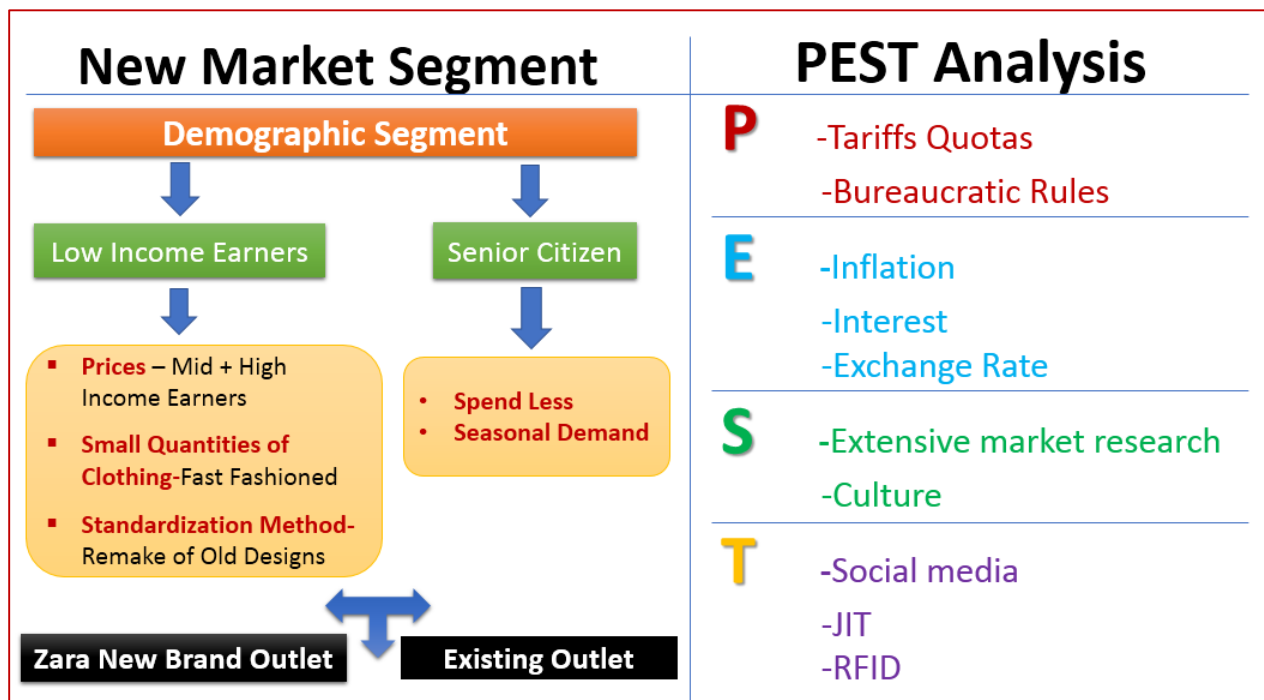 New Market Segment
Demographic Segment
Low Income Earners
Senior Citizen
▪ Prices – Mid + High
Income Earners
▪ Small Quantities of
Clothing-Fast Fashioned
▪ Standardization Method-
Remake of Old Designs
• Spend Less
• Seasonal Demand
Zara New Brand Outlet
Existing Outlet
PEST Analysis
P
-Tariffs Quotas
-Bureaucratic Rules
E
-Inflation
-Interest
-Exchange Rate
S
-Extensive market research
-Culture
T
-Social media
-JIT
-RFID